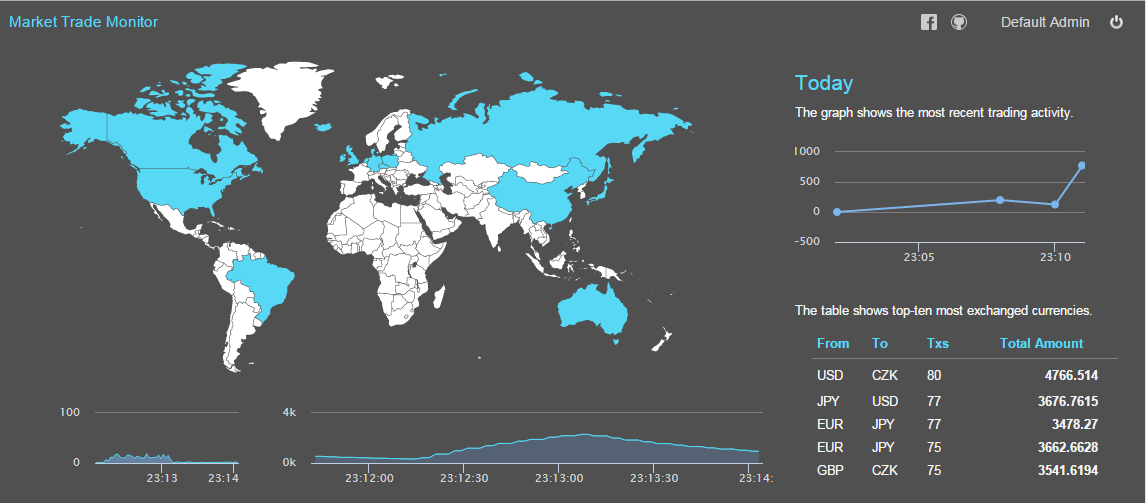 Market Trade Monitor
Default Admin
Today
The graph shows the most recent trading activity.
1000
500
0
-500
23:05 23:10
The table shows top-ten most exchanged currencies.
From To Txs Total Amount
USD CZK 80 4766.514
JPY USD 77 3676.7615
EUR JPY 77 3478.27
EUR JPY 75 3662.6628
GBP CZK 75 3541.6194
100
0
23:13 23:14
4k
0k
23:12:00 23:12:30 23:13:00 23:13:30 23:14: